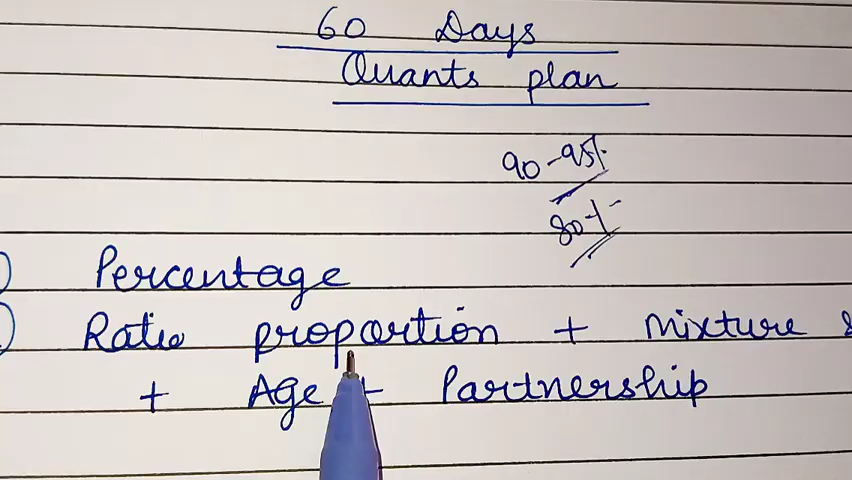 60 Days
Quants plan
90-95%
80%
) Percentage
) Ratio proportion + mixture &
+ Age + Partnership